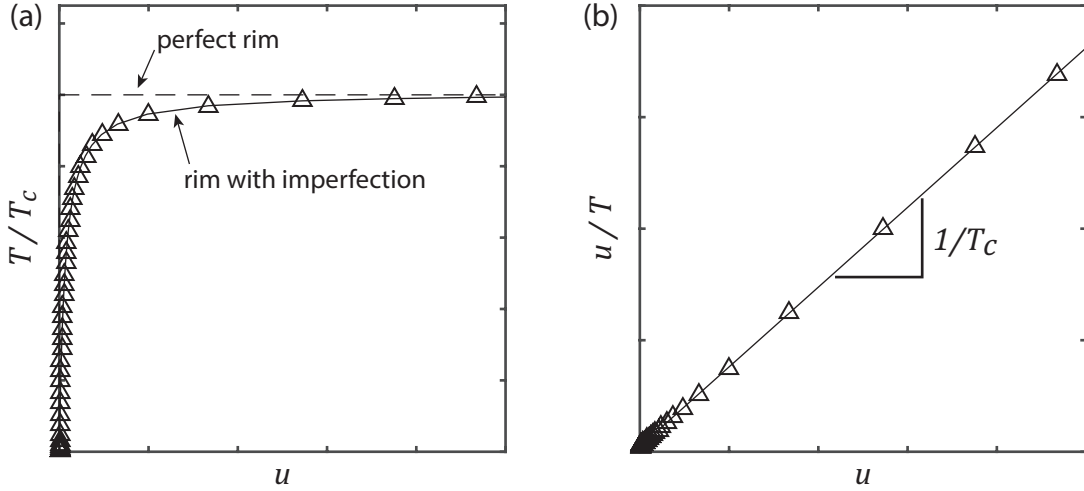 (a)
perfect rim
rim with imperfection
T / T_c
u
(b)
1/T_C
u / T
u